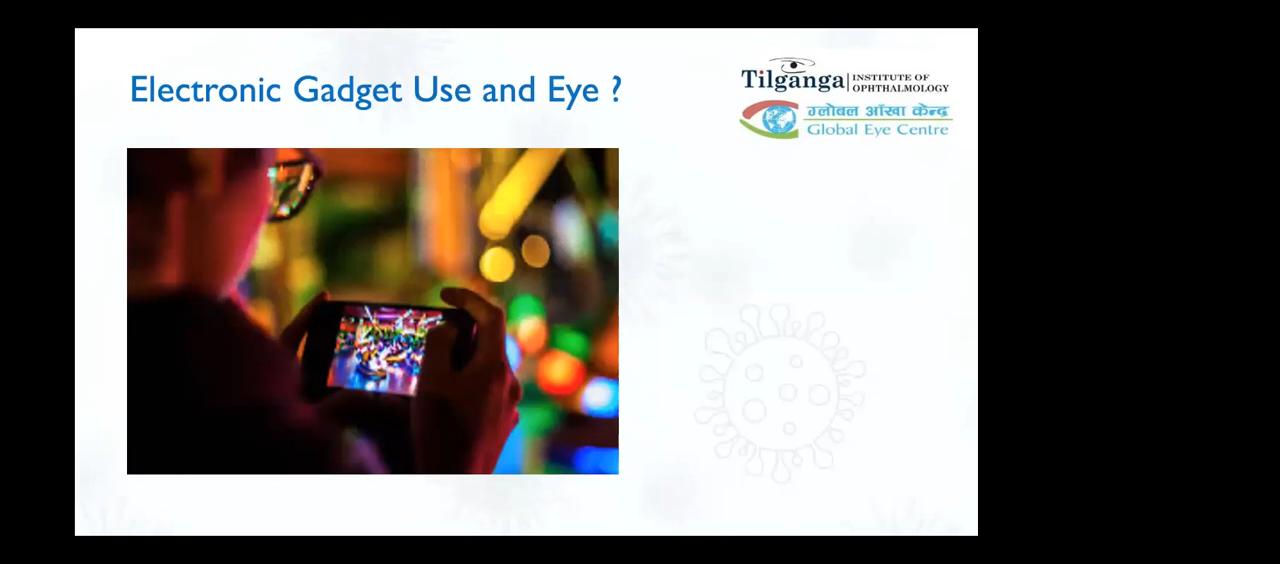 Electronic Gadget Use and Eye ?
Tilganga INSTITUTE OF OPHTHALMOLOGY
ग्लोबल आँखा केन्द्र
Global Eye Centre